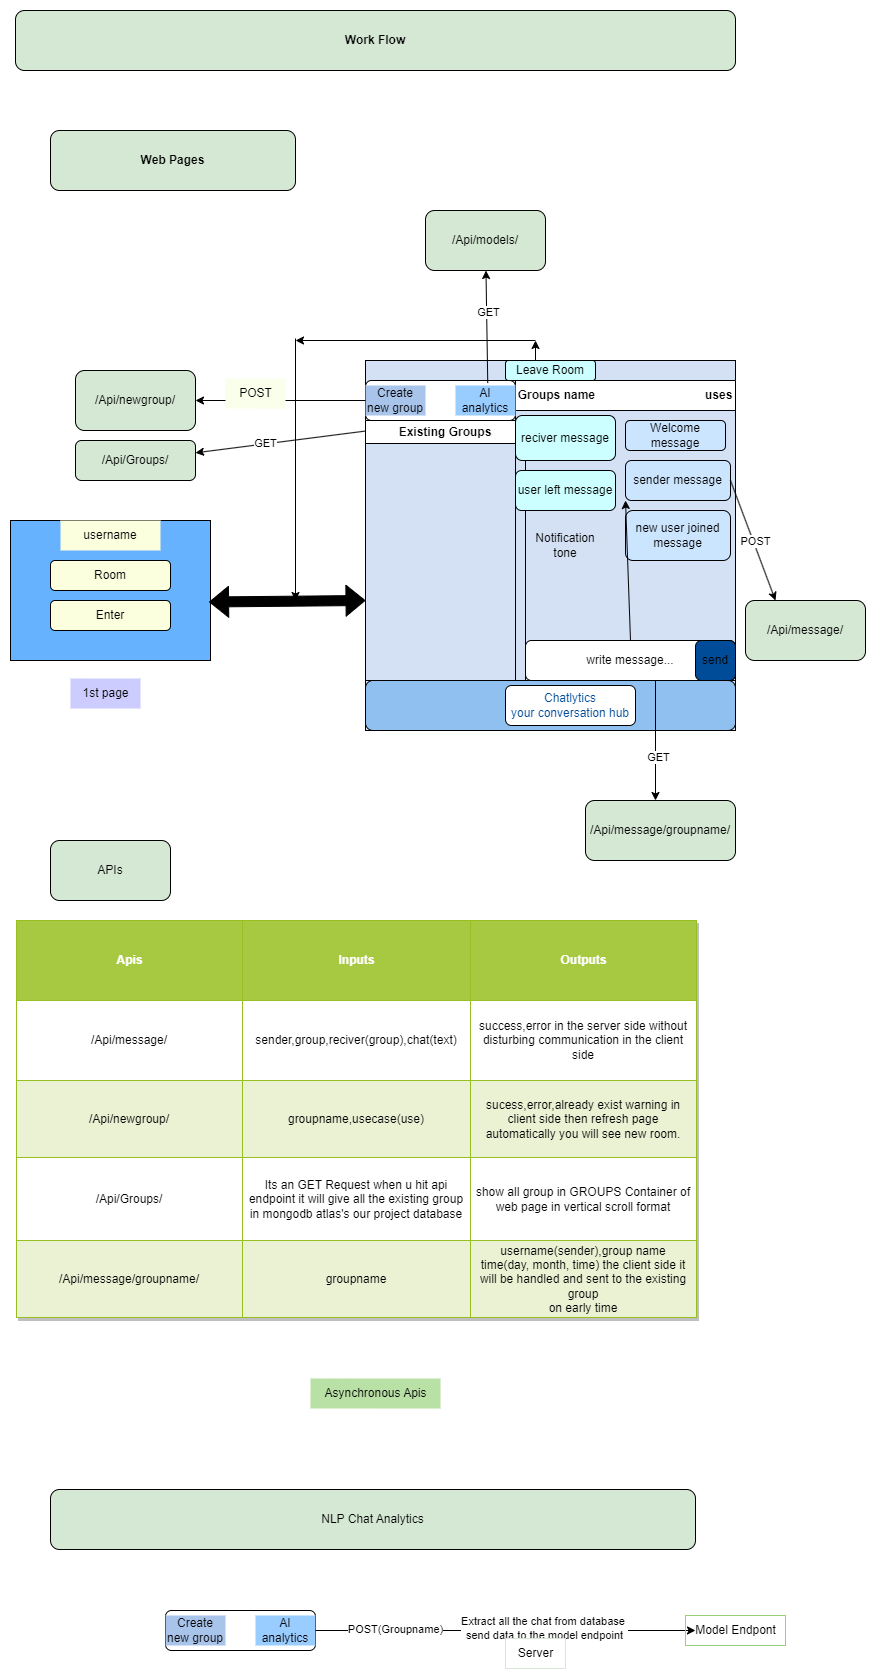 Work Flow
Web Pages
/Api/models/
GET
Leave Room
Create
new group
AI
analytics
Groups name
uses
/Api/newgroup/
POST
Existing Groups
GET
/Api/Groups/
reciver message
Welcome
message
user left message
sender message
Notification
tone
new user joined
message
POST
/Api/message/
username
Room
Enter
1st page
write message...
send
Chatlytics
your conversation hub
GET
/Api/message/groupname/
APIs
Apis
Inputs
Outputs
/Api/message/
sender,group,reciver(group),chat(text)
success,error in the server side without
disturbing communication in the client
side
/Api/newgroup/
groupname,usecase(use)
sucess,error,already exist warning in
client side then refresh page
automatically you will see new room.
/Api/Groups/
Its an GET Request when u hit api
endpoint it will give all the existing group
in mongodb atlas's our project database
show all group in GROUPS Container of
web page in vertical scroll format
/Api/message/groupname/
groupname
username(sender),group name
time(day, month, time) the client side it
will be handled and sent to the existing
group
on early time
Asynchronous Apis
NLP Chat Analytics
Create
new group
AI
analytics
POST(Groupname)
Extract all the chat from database
send data to the model endpoint
Server
Model Endpont